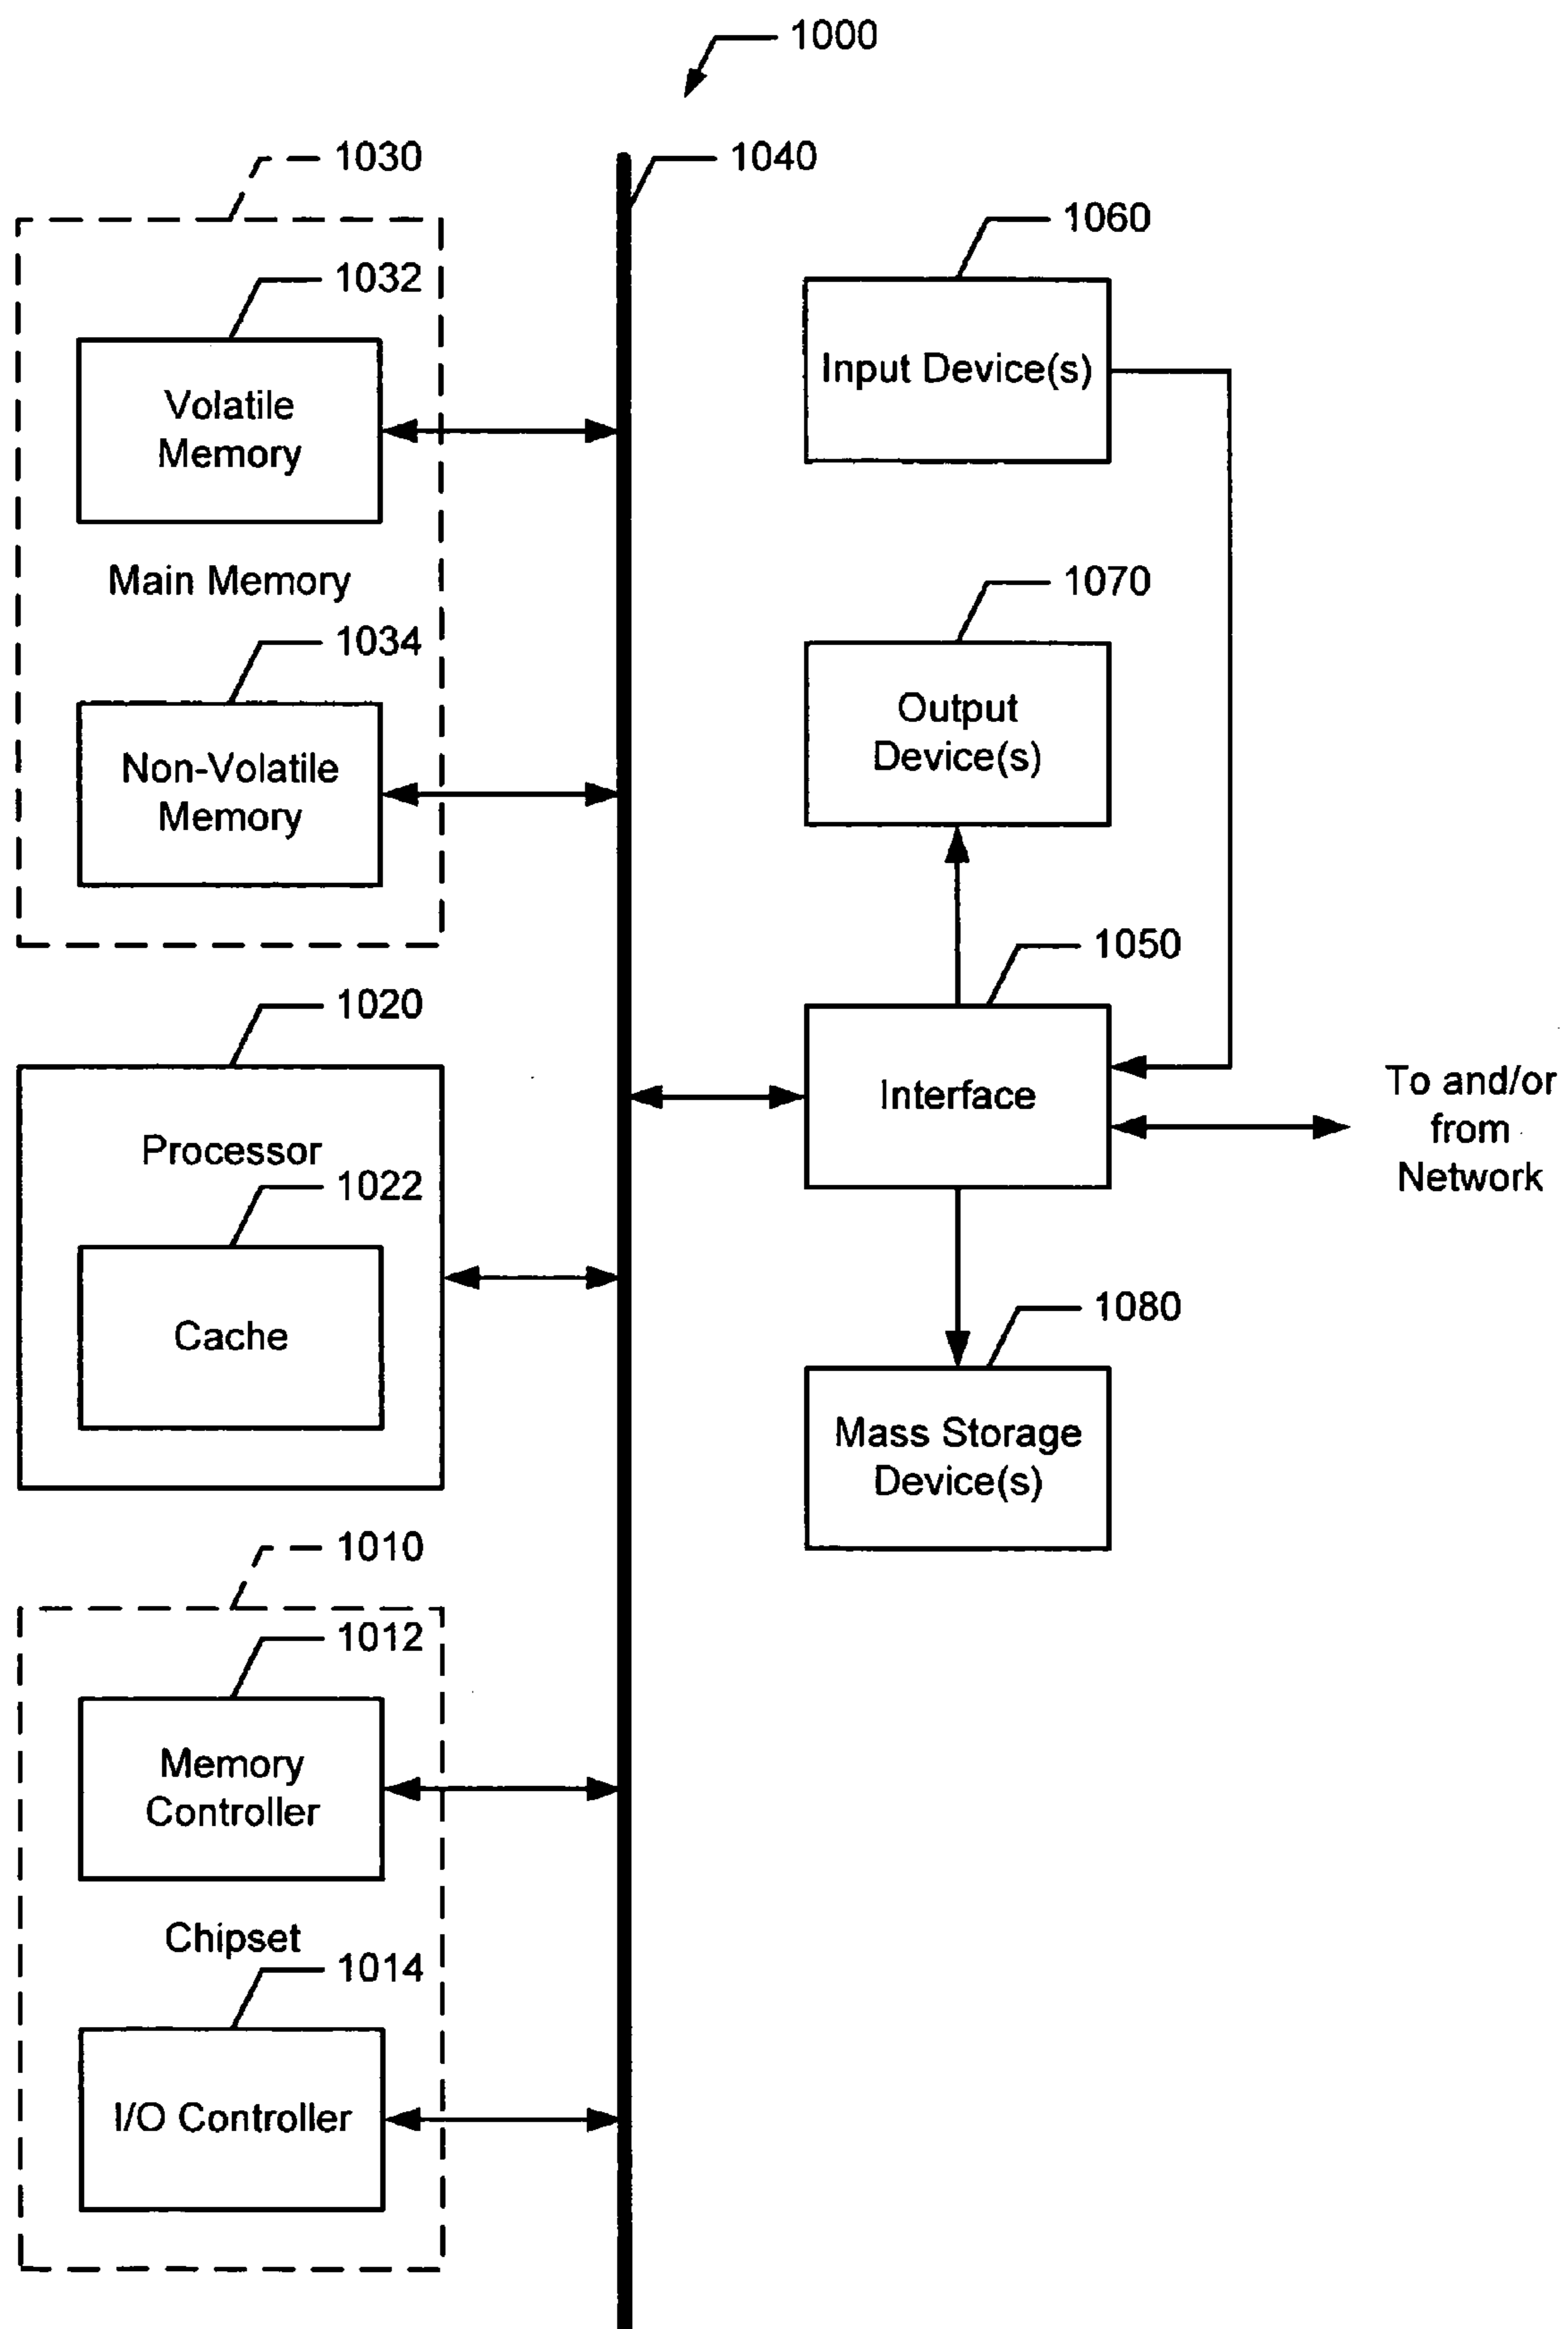 1000
1030
1040
1032
1060
Volatile
Memory
Input Device(s)
Main Memory
1034
1070
Non-Volatile
Memory
Output
Device(s)
1050
1020
Interface
To and/or
from
Network
Processor
1022
Cache
1080
Mass Storage
Device(s)
1010
1012
Memory
Controller
Chipset
1014
I/O Controller